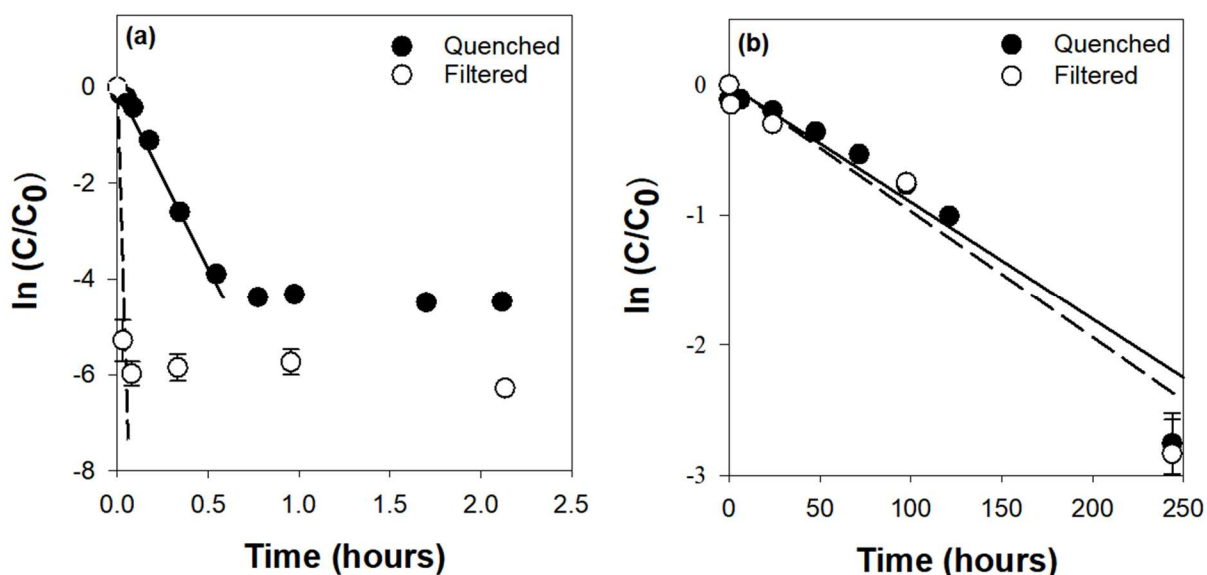 (a)
Quenched
Filtered
0
-2
-4
-6
-8
ln (C/C0)
0.0 0.5 1.0 1.5 2.0 2.5
Time (hours)
(b)
Quenched
Filtered
0
-1
-2
-3
ln (C/C0)
0 50 100 150 200 250
Time (hours)